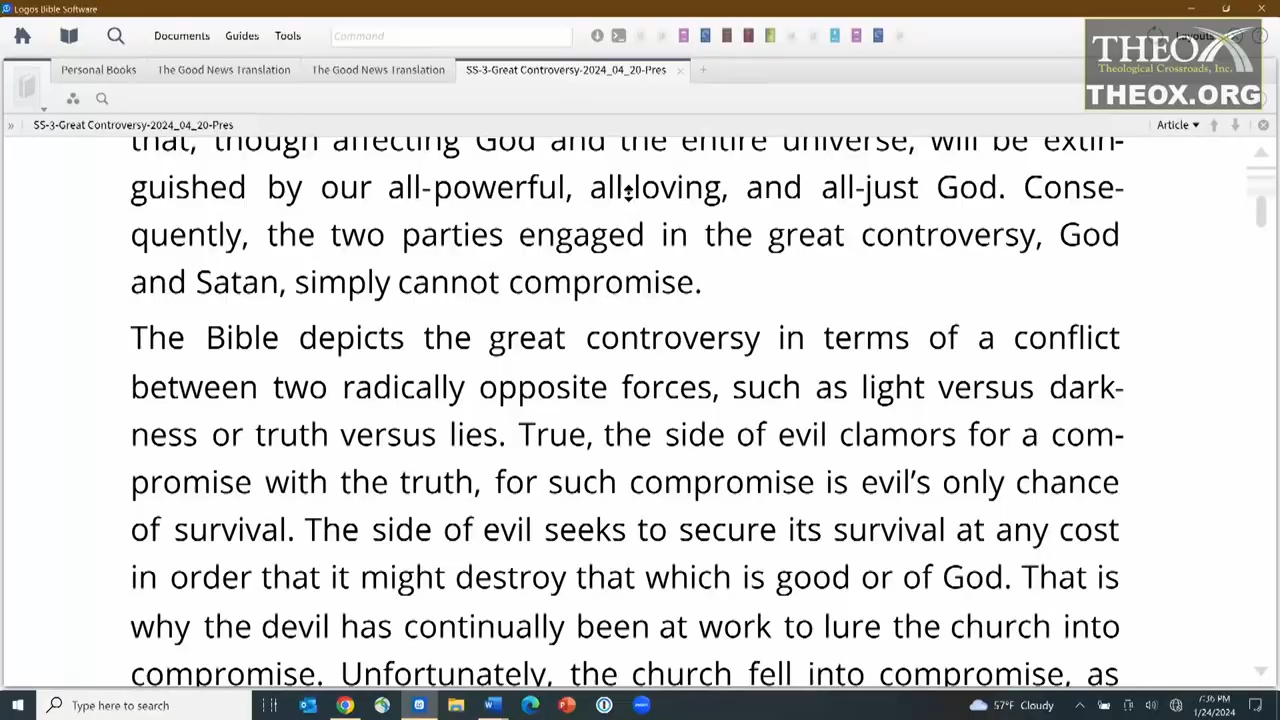 Logos Bible Software
Documents Guides Tools Command Layouts
THEOX
Theological Crossroads, Inc.
THEOX.ORG
Personal Books The Good News Translation The Good News Transla SS-3-Great Controversy-2024_04_20-Pres
SS-3-Great Controversy-2024_04_20-Pres Article
that, though affecting God and the entire universe, will be extin-
guished by our all-powerful, all-loving, and all-just God. Conse-
quently, the two parties engaged in the great controversy, God
and Satan, simply cannot compromise.
The Bible depicts the great controversy in terms of a conflict
between two radically opposite forces, such as light versus dark-
ness or truth versus lies. True, the side of evil clamors for a com-
promise with the truth, for such compromise is evil’s only chance
of survival. The side of evil seeks to secure its survival at any cost
in order that it might destroy that which is good or of God. That is
why the devil has continually been at work to lure the church into
compromise. Unfortunately, the church fell into compromise, as
Type here to search
57°F Cloudy
7:36 PM
1/24/2024